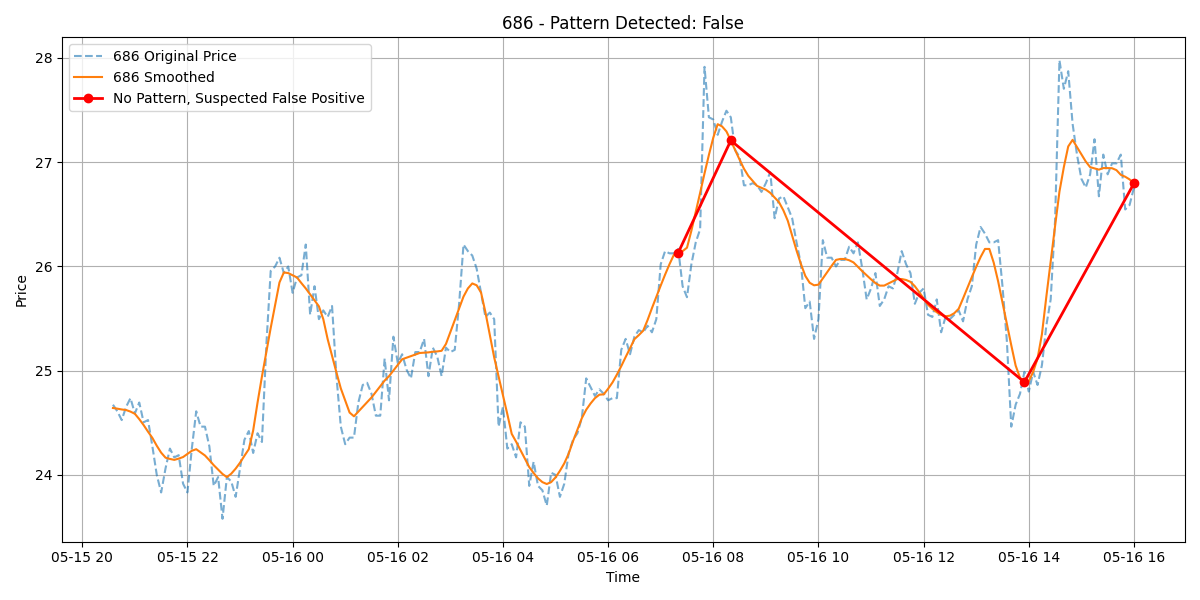 686 - Pattern Detected: False
686 Original Price
686 Smoothed
No Pattern, Suspected False Positive
Price
28
27
26
25
24
05-15 20 05-15 22 05-16 00 05-16 02 05-16 04 05-16 06 05-16 08 05-16 10 05-16 12 05-16 14 05-16 16
Time